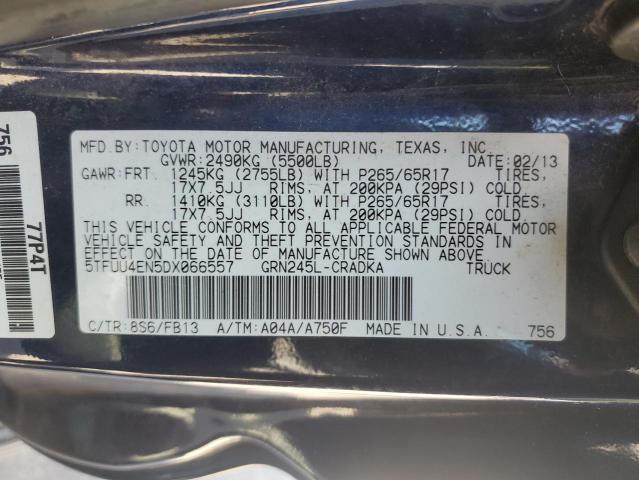 MFD.BY:TOYOTA MOTOR MANUFACTURING, TEXAS, INC.
GVWR:2490KG (5500LB) DATE:02/13
GAWR:FRT. 1245KG (2755LB) WITH P265/65R17 TIRES,
17X7.5JJ RIMS, AT 200KPA (29PSI) COLD.
RR. 1410KG (3110LB) WITH P265/65R17 TIRES,
17X7.5JJ RIMS, AT 200KPA (29PSI) COLD.
THIS VEHICLE CONFORMS TO ALL APPLICABLE FEDERAL MOTOR
VEHICLE SAFETY AND THEFT PREVENTION STANDARDS IN
EFFECT ON THE DATE OF MANUFACTURE SHOWN ABOVE.
5TFUU4EN5DX066557 GRN245L-CRADKA TRUCK
C/TR:8S6/FB13 A/TM:A04A/A750F MADE IN U.S.A. 756
756
77P4T